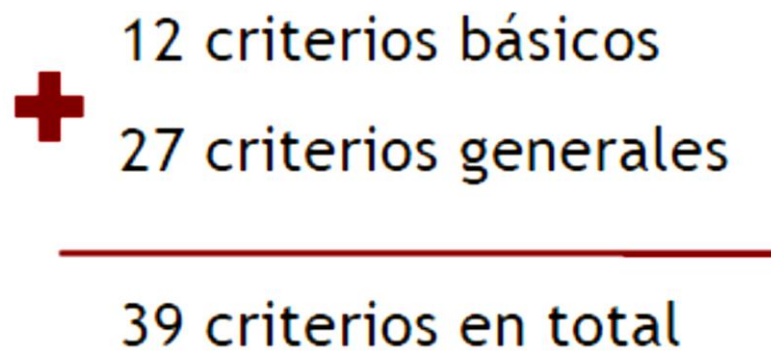 12 criterios básicos
27 criterios generales
39 criterios en total